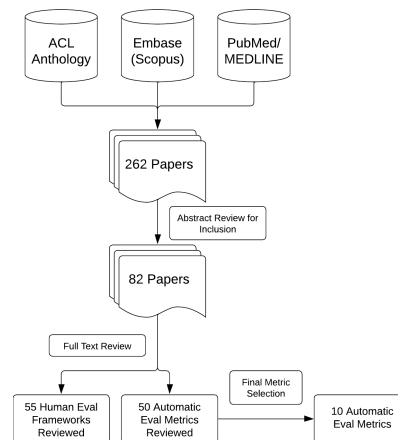 ACL
Anthology
Embase
(Scopus)
PubMed/
MEDLINE
262 Papers
Abstract Review for
Inclusion
82 Papers
Full Text Review
55 Human Eval
Frameworks
Reviewed
50 Automatic
Eval Metrics
Reviewed
Final Metric
Selection
10 Automatic
Eval Metrics